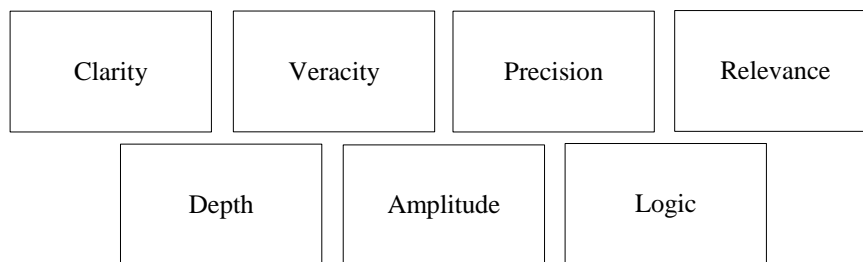 Clarity
Veracity
Precision
Relevance
Depth
Amplitude
Logic